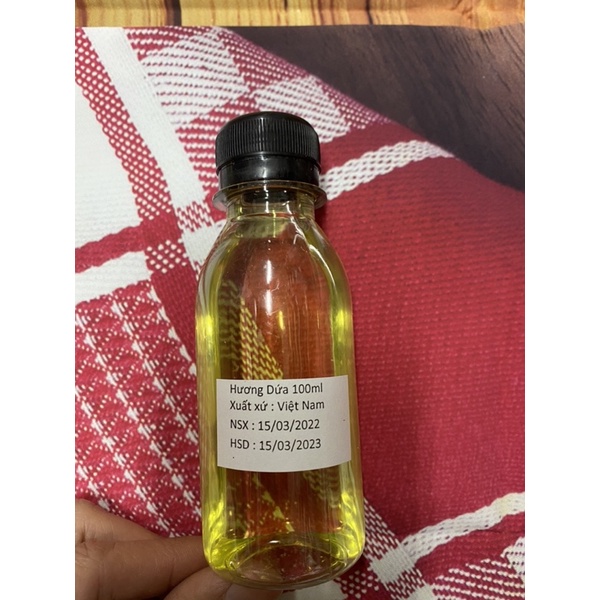 Hương Dứa 100ml
Xuất xứ : Việt Nam
NSX : 15/03/2022
HSD : 15/03/2023